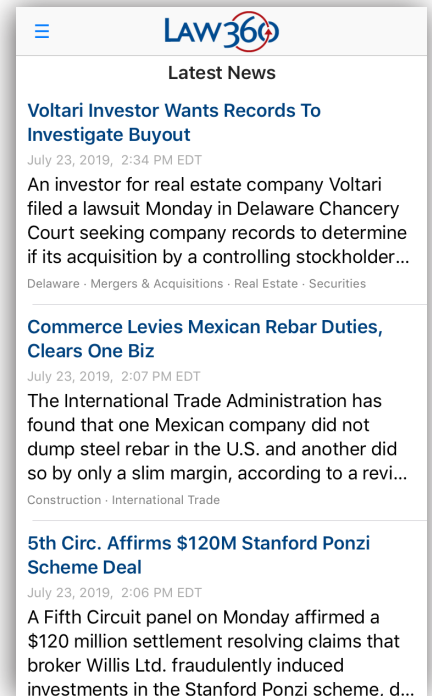 LAW360
Latest News
Voltari Investor Wants Records To
Investigate Buyout
July 23, 2019, 2:34 PM EDT
An investor for real estate company Voltari
filed a lawsuit Monday in Delaware Chancery
Court seeking company records to determine
if its acquisition by a controlling stockholder...
Delaware · Mergers & Acquisitions · Real Estate · Securities
Commerce Levies Mexican Rebar Duties,
Clears One Biz
July 23, 2019, 2:07 PM EDT
The International Trade Administration has
found that one Mexican company did not
dump steel rebar in the U.S. and another did
so by only a slim margin, according to a revi...
Construction · International Trade
5th Circ. Affirms $120M Stanford Ponzi
Scheme Deal
July 23, 2019, 2:06 PM EDT
A Fifth Circuit panel on Monday affirmed a
$120 million settlement resolving claims that
broker Willis Ltd. fraudulently induced
investments in the Stanford Ponzi scheme, d...